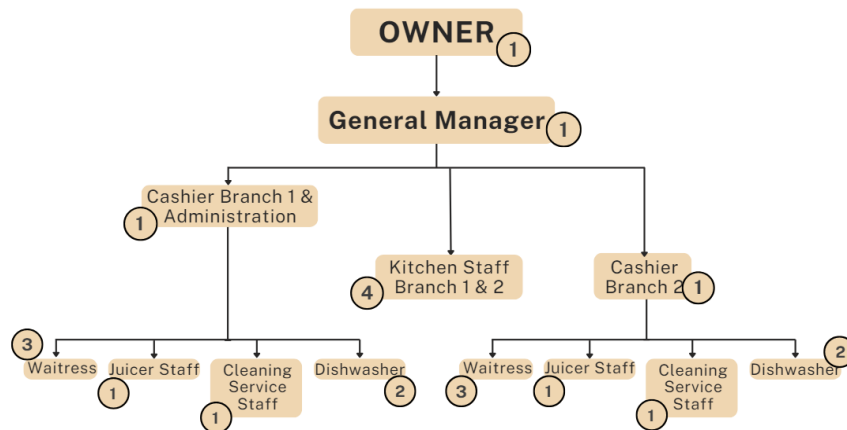 OWNER
1
General Manager
1
Cashier Branch 1 &
Administration
1
Kitchen Staff
Branch 1 & 2
4
Cashier
Branch 2
1
3
Waitress
Juicer Staff
1
Cleaning
Service
Staff
1
Dishwasher
2
Waitress
3
Juicer Staff
1
Cleaning
Service
Staff
1
Dishwasher
2